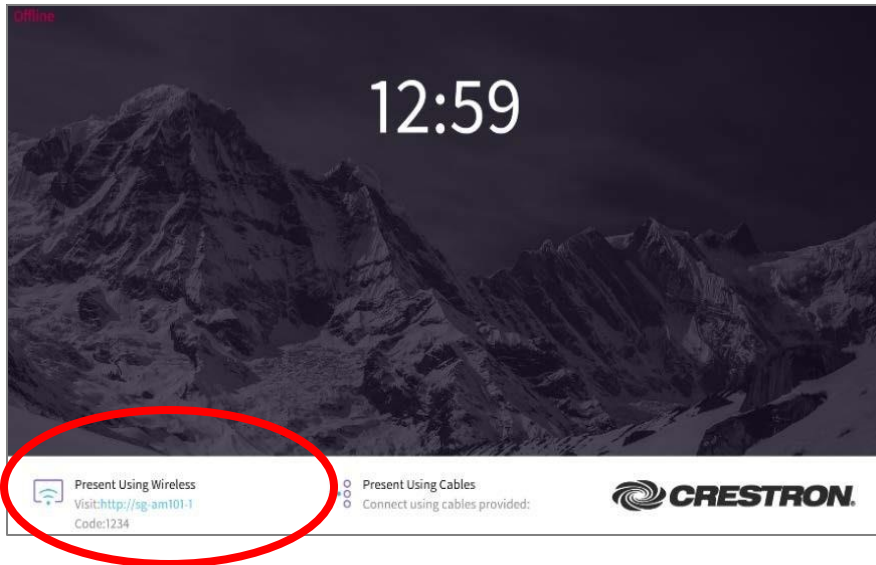 Offline
12:59
Present Using Wireless
Visit:http://sg-am101-1
Code:1234
Present Using Cables
Connect using cables provided:
CRESTRON.